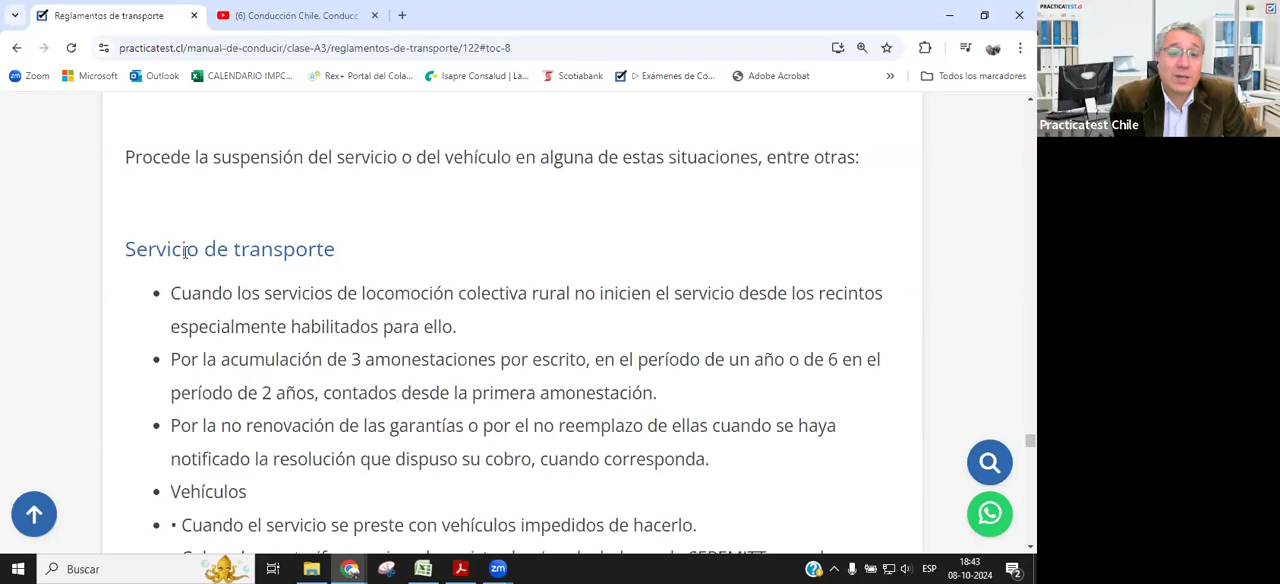 Reglamentos de transporte
(6) Conducción Chile. Condu
practicatest.cl/manual-de-conducir/clase-A3/reglamentos-de-transporte/122#tab-8
Zoom
Microsoft
Outlook
CALENDARIO IMPC...
Rex+ Portal del Cola...
Isapre Consalud | La...
Scotiabank
▷ Exámenes de Co...
Adobe Acrobat
»
Todos los marcadores
PRACTICATEST.cl
Practicatest Chile
Procede la suspensión del servicio o del vehículo en alguna de estas situaciones, entre otras:
Servicio de transporte
• Cuando los servicios de locomoción colectiva rural no inicien el servicio desde los recintos
especialmente habilitados para ello.
• Por la acumulación de 3 amonestaciones por escrito, en el período de un año o de 6 en el
período de 2 años, contados desde la primera amonestación.
• Por la no renovación de las garantías o por el no reemplazo de ellas cuando se haya
notificado la resolución que dispuso su cobro, cuando corresponda.
• Vehículos
• • Cuando el servicio se preste con vehículos impedidos de hacerlo.
Buscar
zm
ESP
18:43
08-10-2024
2